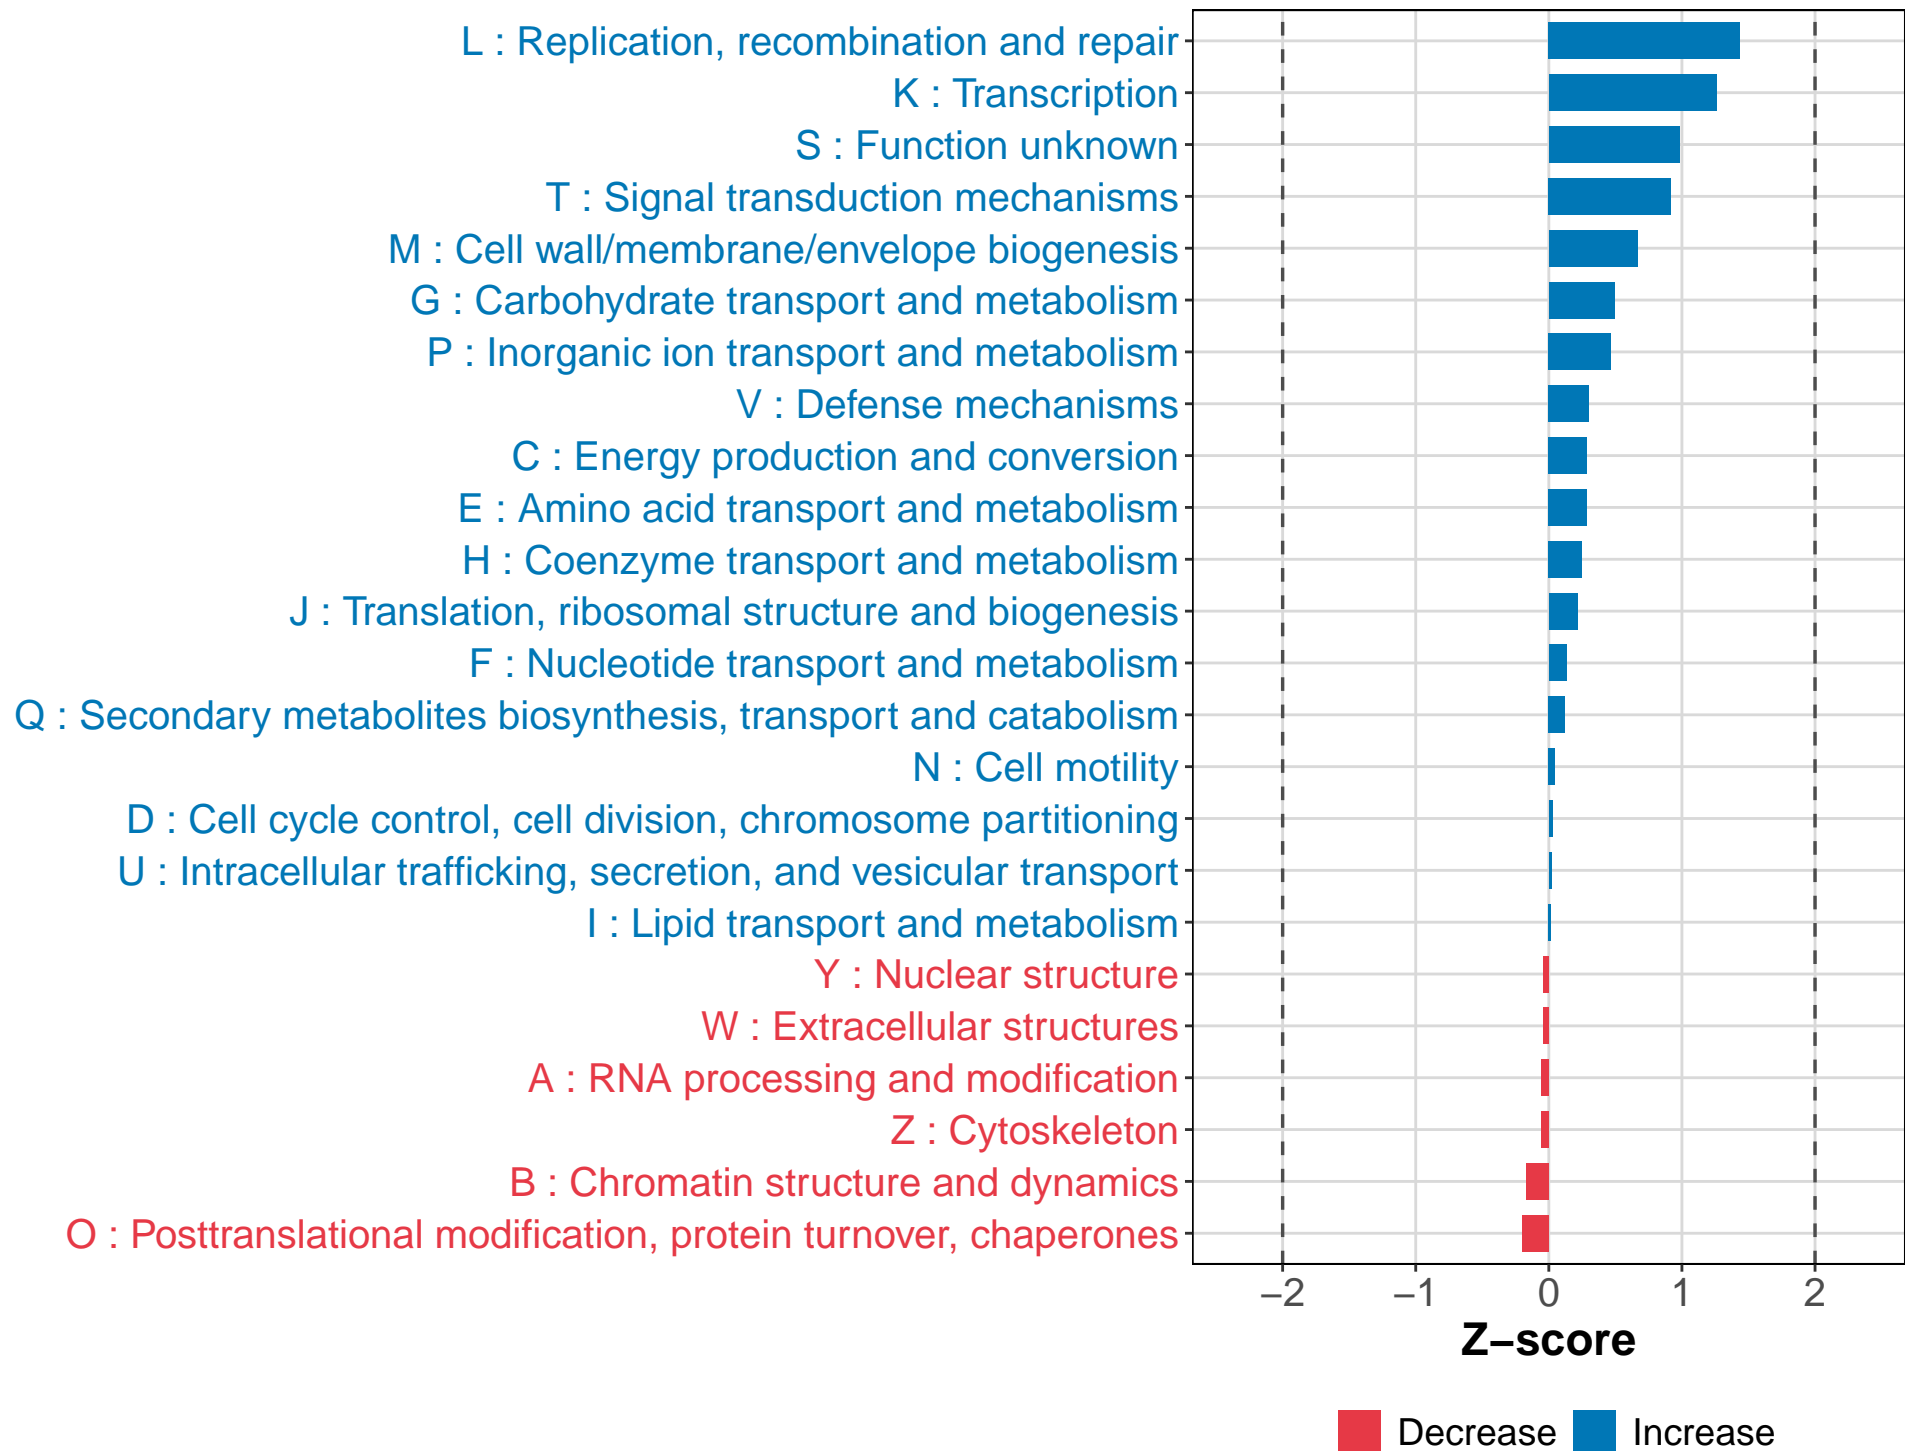 L : Replication, recombination and repair
K : Transcription
S : Function unknown
T : Signal transduction mechanisms
M : Cell wall/membrane/envelope biogenesis
G : Carbohydrate transport and metabolism
P : Inorganic ion transport and metabolism
V : Defense mechanisms
C : Energy production and conversion
E : Amino acid transport and metabolism
H : Coenzyme transport and metabolism
J : Translation, ribosomal structure and biogenesis
F : Nucleotide transport and metabolism
Q : Secondary metabolites biosynthesis, transport and catabolism
N : Cell motility
D : Cell cycle control, cell division, chromosome partitioning
U : Intracellular trafficking, secretion, and vesicular transport
I : Lipid transport and metabolism
Y : Nuclear structure
W : Extracellular structures
A : RNA processing and modification
Z : Cytoskeleton
B : Chromatin structure and dynamics
O : Posttranslational modification, protein turnover, chaperones
−2 −1 0 1 2
Z−score
Decrease Increase